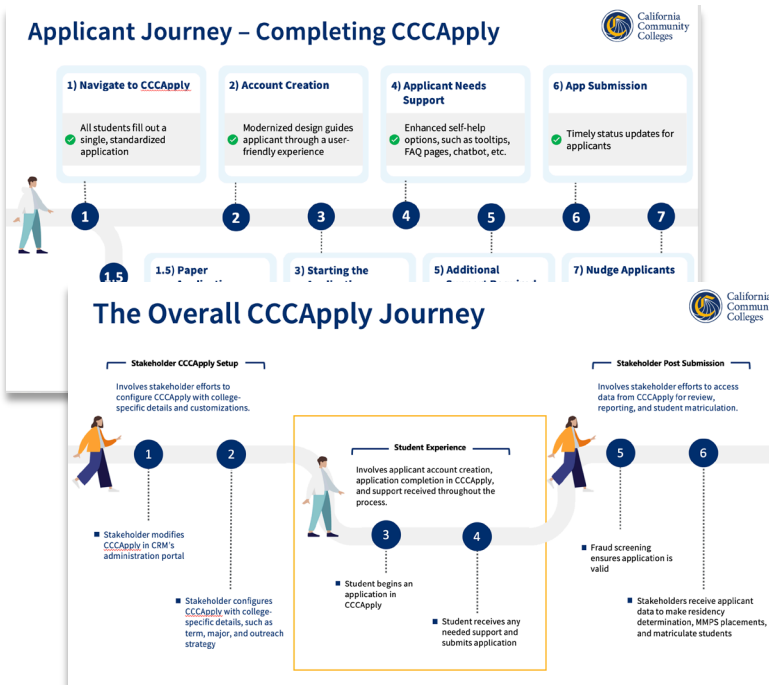 Applicant Journey – Completing CCCApply
California
Community
Colleges
1) Navigate to CCCApply
All students fill out a
single, standardized
application
2) Account Creation
Modernized design guides
applicant through a user-
friendly experience
4) Applicant Needs
Support
Enhanced self-help
options, such as tooltips,
FAQ pages, chatbot, etc.
6) App Submission
Timely status updates for
applicants
1
2
3
4
5
6
7
1.5
1.5) Paper
3) Starting the
5) Additional
7) Nudge Applicants
The Overall CCCApply Journey
California
Commun
Colleges
Stakeholder CCCApply Setup
Involves stakeholder efforts to
configure CCCApply with college-
specific details and customizations.
Stakeholder Post Submission
Involves stakeholder efforts to access
data from CCCApply for review,
reporting, and student matriculation.
Student Experience
Involves applicant account creation,
application completion in CCCApply,
and support received throughout the
process.
1
2
3
4
5
6
Stakeholder modifies
CCCApply in CRM's
administration portal
Stakeholder configures
CCCApply with college-
specific details, such as
term, major, and outreach
strategy
Student begins an
application in
CCCApply
Student receives any
needed support and
submits application
Fraud screening
ensures application is
valid
Stakeholders receive applicant
data to make residency
determination, MMPS placements,
and matriculate students